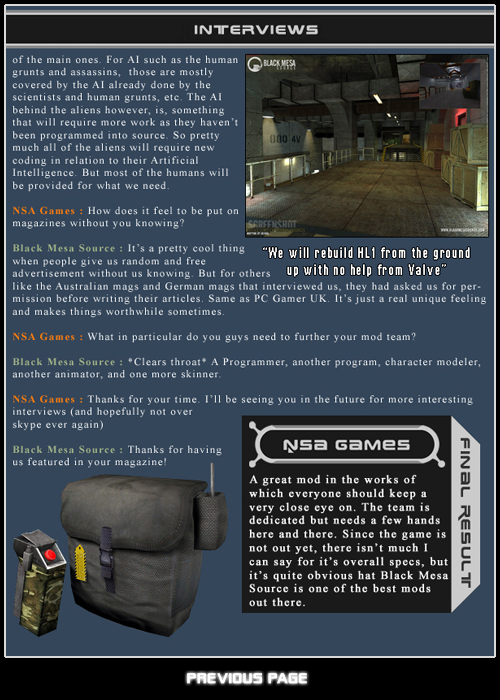 INTERVIEWS
of the main ones. For AI such as the human
grunts and assassins,  those are mostly
covered by the AI already done by the
scientists and human grunts, etc. The AI
behind the aliens however, is, something
that will require more work as they haven't
been programmed into source. So pretty
much all of the aliens will require new
coding in relation to their Artificial
Intelligence. But most of the humans will
be provided for what we need.
NSA Games : How does it feel to be put on
magazines without you knowing?
Black Mesa Source : It's a pretty cool thing
when people give us random and free
advertisement without us knowing. But for others
like the Australian mags and German mags that interviewed us, they had asked us for per-
mission before writing their articles. Same as PC Gamer UK. It's just a real unique feeling
and makes things worthwhile sometimes.
BLACK MESA
SOURCE
SCREENSHOT
"We will rebuild HL1 from the ground
up with no help from Valve"
NSA Games : What in particular do you guys need to further your mod team?
Black Mesa Source : *Clears throat* A Programmer, another program, character modeler,
another animator, and one more skinner.
NSA Games : Thanks for your time. I'll be seeing you in the future for more interesting
interviews (and hopefully not over
skype ever again)
Black Mesa Source : Thanks for having
us featured in your magazine!
NSA GAMES
FINAL RESULT
A great mod in the works of
which everyone should keep a
very close eye on. The team is
dedicated but needs a few hands
here and there. Since the game is
not out yet, there isn't much I
can say for it's overall specs, but
it's quite obvious hat Black Mesa
Source is one of the best mods
out there.
PREVIOUS PAGE